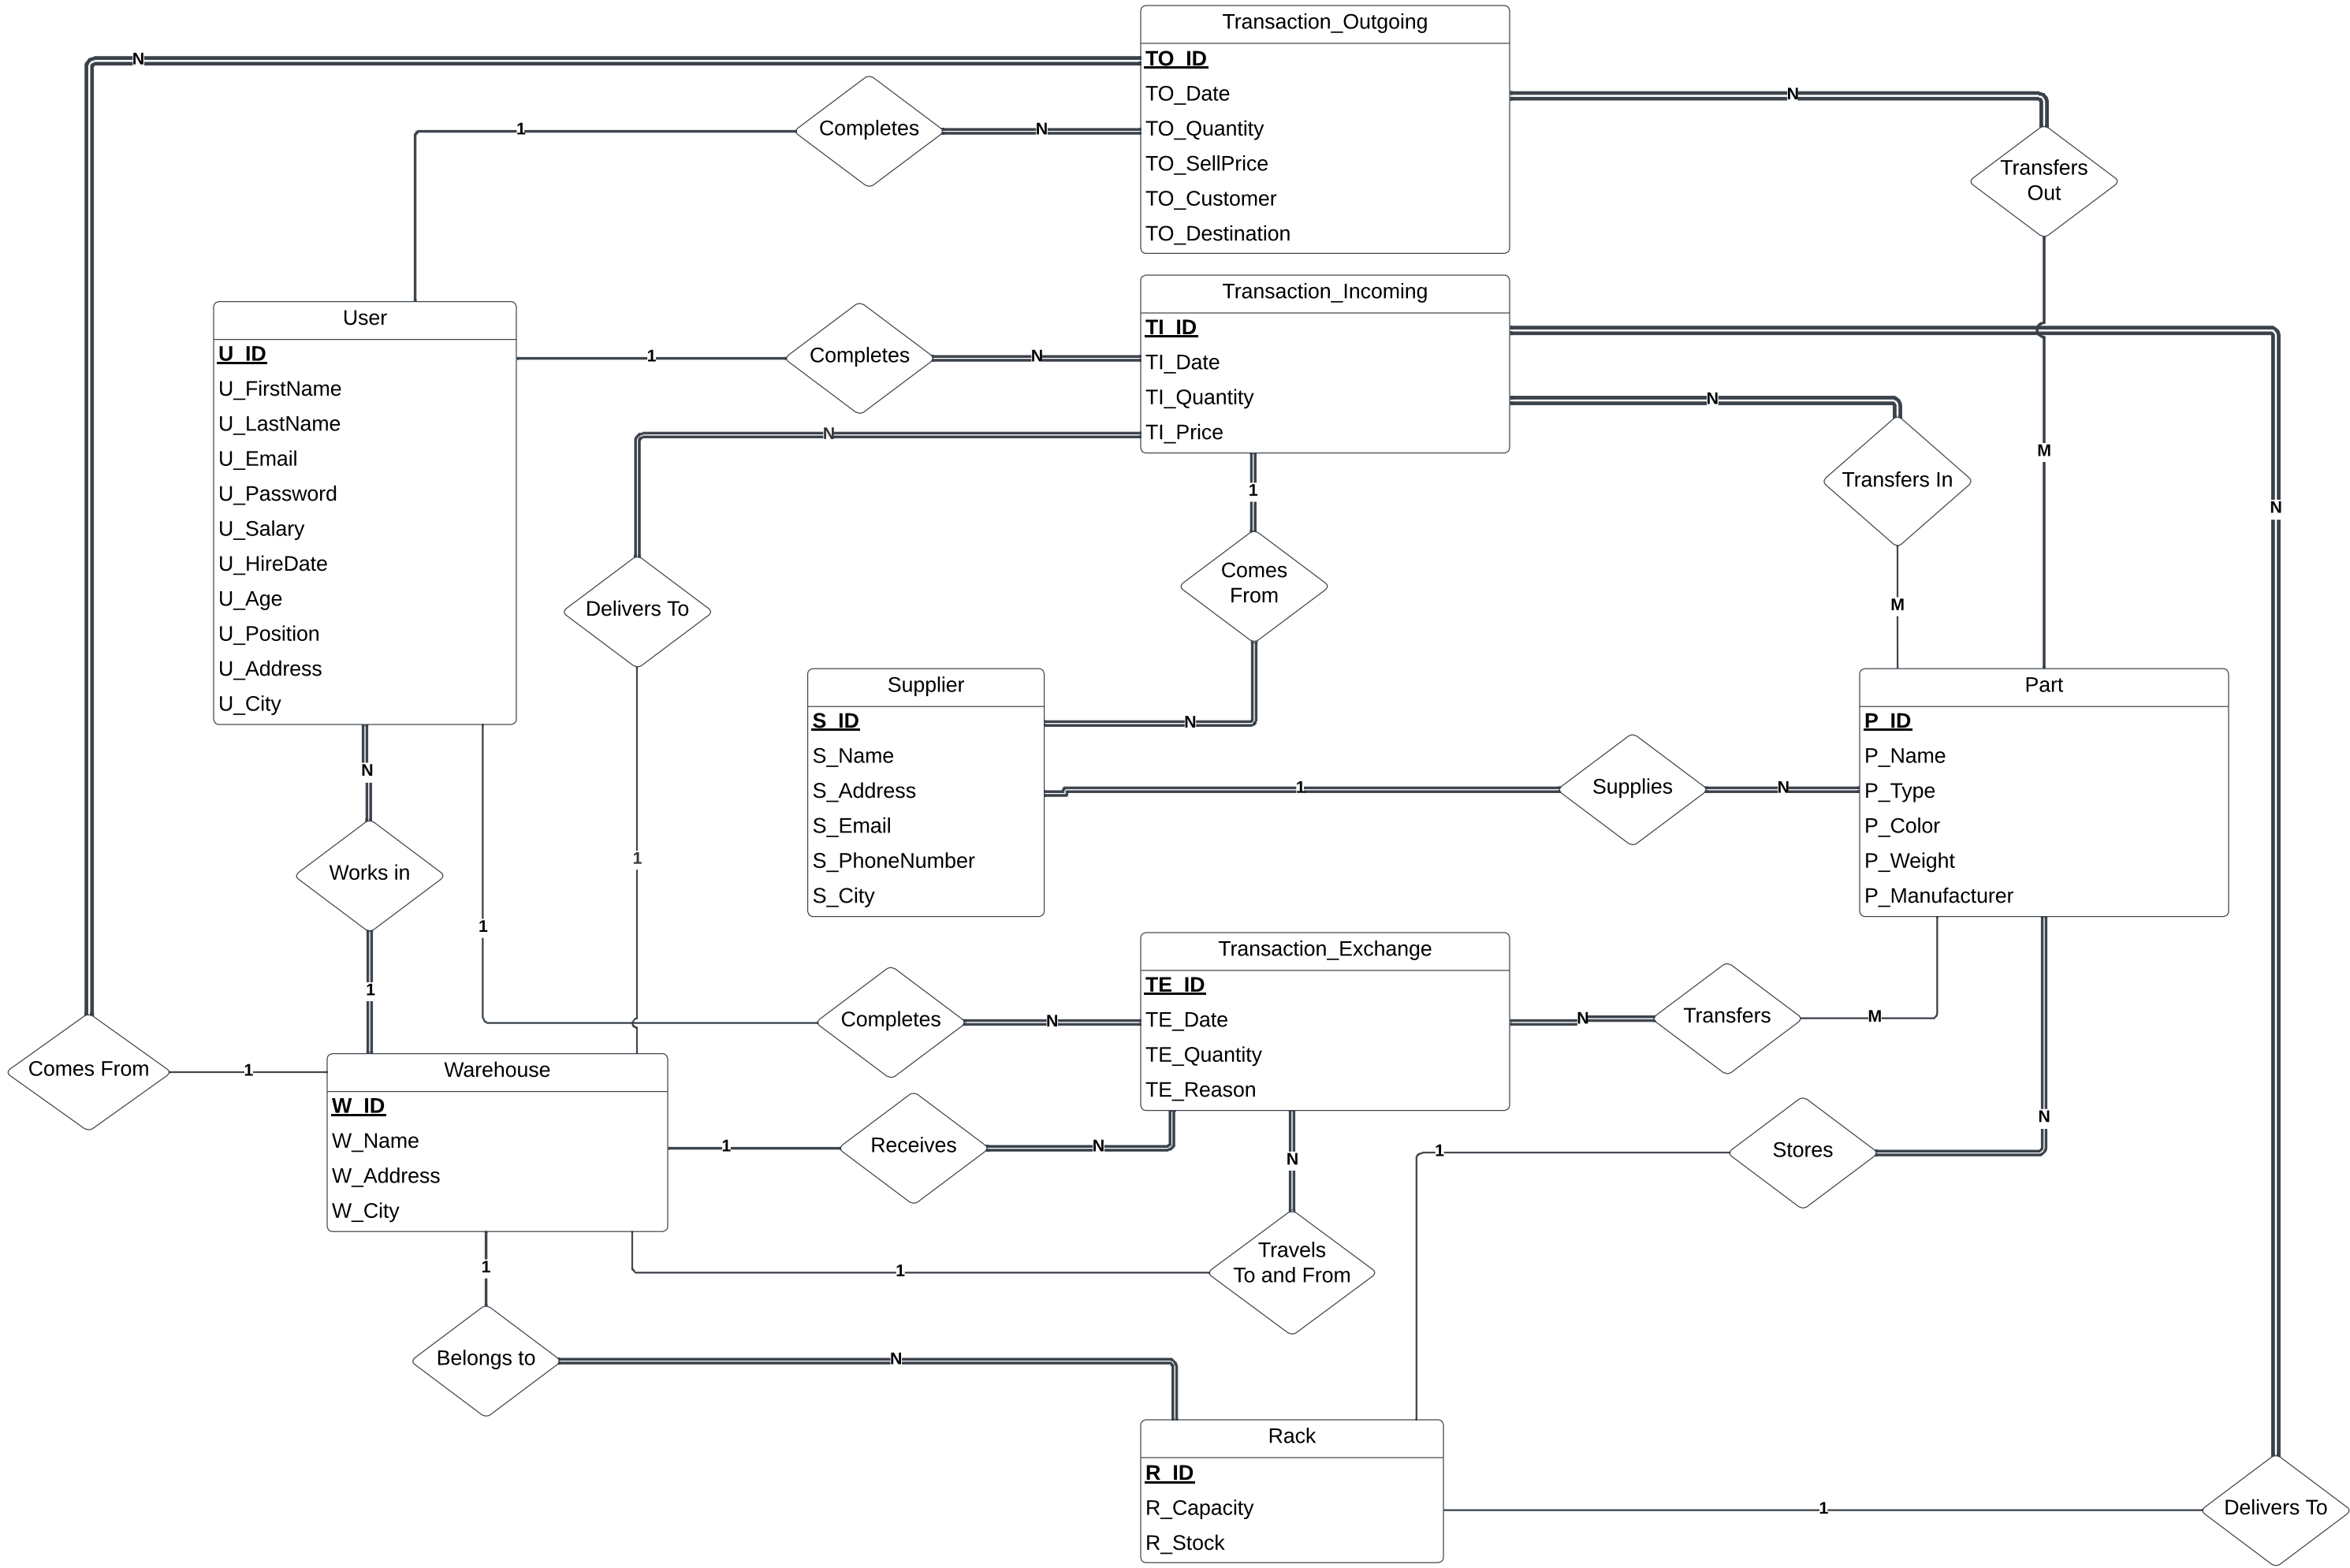 Transaction_Outgoing
TO_ID
TO_Date
TO_Quantity
TO_SellPrice
TO_Customer
TO_Destination
N
1
Completes
N
N
Transfers
Out
M
Transaction_Incoming
TI_ID
TI_Date
TI_Quantity
TI_Price
User
U_ID
U_FirstName
U_LastName
U_Email
U_Password
U_Salary
U_HireDate
U_Age
U_Position
U_Address
U_City
1
Completes
N
N
Delivers To
1
1
Comes
From
N
N
Transfers In
M
N
Supplier
S_ID
S_Name
S_Address
S_Email
S_PhoneNumber
S_City
1
Supplies
N
Part
P_ID
P_Name
P_Type
P_Color
P_Weight
P_Manufacturer
N
Works in
1
1
Completes
N
Transaction_Exchange
TE_ID
TE_Date
TE_Quantity
TE_Reason
N
Transfers
M
Comes From
1
Warehouse
W_ID
W_Name
W_Address
W_City
1
Receives
N
N
Travels
To and From
1
1
Stores
N
1
Belongs to
N
Rack
R_ID
R_Capacity
R_Stock
1
Delivers To